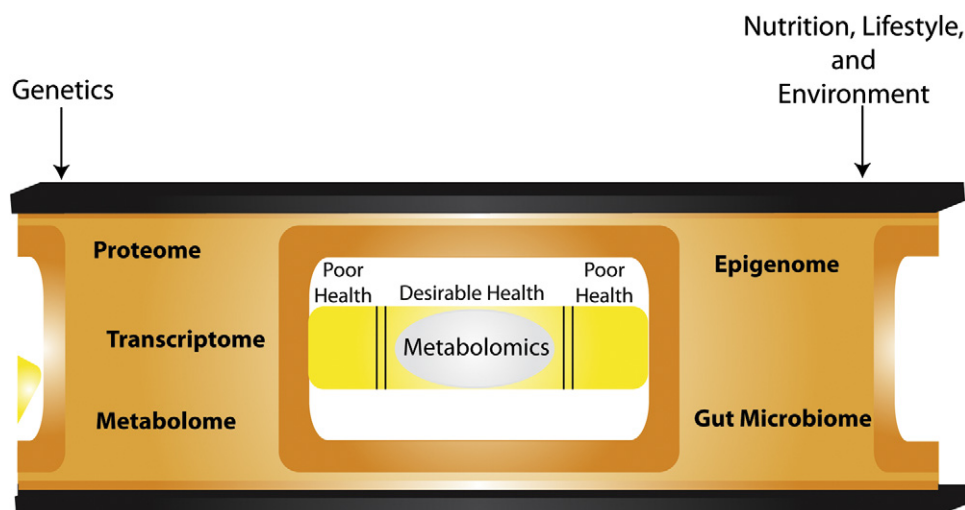 Nutrition, Lifestyle,
and
Environment
Genetics
Proteome
Transcriptome
Metabolome
Poor
Health
Desirable Health
Poor
Health
Metabolomics
Epigenome
Gut Microbiome